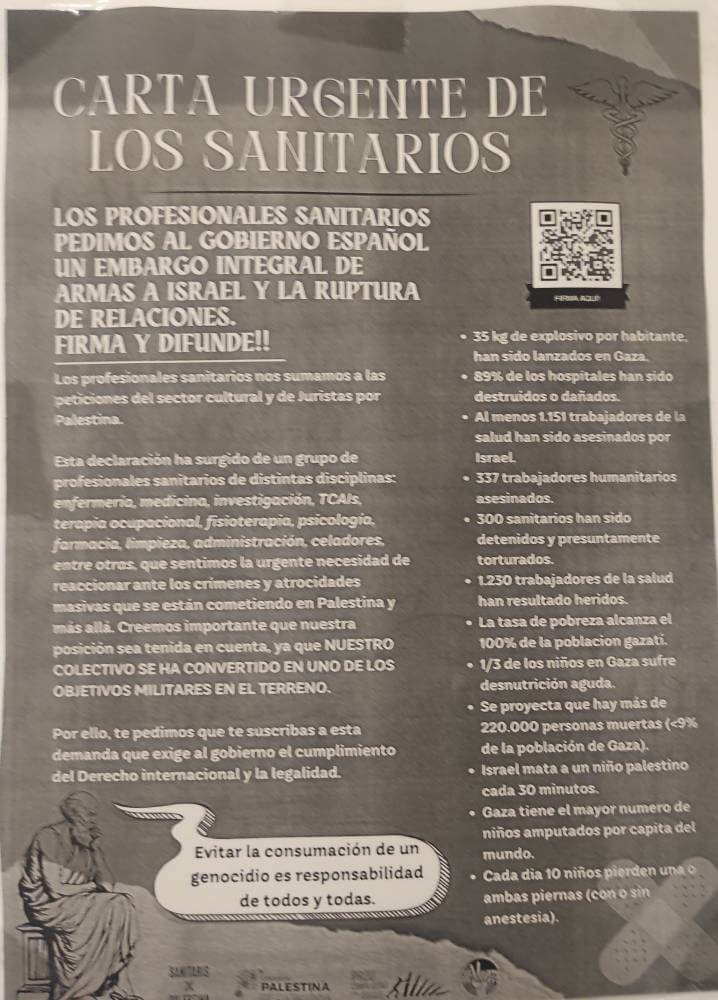 CARTA URGENTE DE
LOS SANITARIOS
LOS PROFESIONALES SANITARIOS
PEDIMOS AL GOBIERNO ESPAÑOL
UN EMBARGO INTEGRAL DE
ARMAS A ISRAEL Y LA RUPTURA
DE RELACIONES.
FIRMA Y DIFUNDE!!
FIRMA AQUÍ
Los profesionales sanitarios nos sumamos a las
peticiones del sector cultural y de Juristas por
Palestina.
Esta declaración ha surgido de un grupo de
profesionales sanitarios de distintas disciplinas:
enfermería, medicina, investigación, TCAIs,
terapia ocupacional, fisioterapia, psicología,
farmacia, limpieza, administración, celadores,
entre otras, que sentimos la urgente necesidad de
reaccionar ante los crímenes y atrocidades
masivas que se están cometiendo en Palestina y
más allá. Creemos importante que nuestra
posición sea tenida en cuenta, ya que NUESTRO
COLECTIVO SE HA CONVERTIDO EN UNO DE LOS
OBJETIVOS MILITARES EN EL TERRENO.
Por ello, te pedimos que te suscribas a esta
demanda que exige al gobierno el cumplimiento
del Derecho internacional y la legalidad.
• 35 kg de explosivo por habitante,
han sido lanzados en Gaza.
• 89% de los hospitales han sido
destruidos o dañados.
• Al menos 1.151 trabajadores de la
salud han sido asesinados por
Israel.
• 337 trabajadores humanitarios
asesinados.
• 300 sanitarios han sido
detenidos y presuntamente
torturados.
• 1.230 trabajadores de la salud
han resultado heridos.
• La tasa de pobreza alcanza el
100% de la poblacion gazatí.
• 1/3 de los niños en Gaza sufre
desnutrición aguda.
• Se proyecta que hay más de
220.000 personas muertas (<9%
de la población de Gaza).
• Israel mata a un niño palestino
cada 30 minutos.
• Gaza tiene el mayor numero de
niños amputados por capita del
mundo.
• Cada dia 10 niños pierden una o
ambas piernas (con o sin
anestesia).
Evitar la consumación de un
genocidio es responsabilidad
de todos y todas.
SANITARIS
X
PALESTINA
PALESTINA